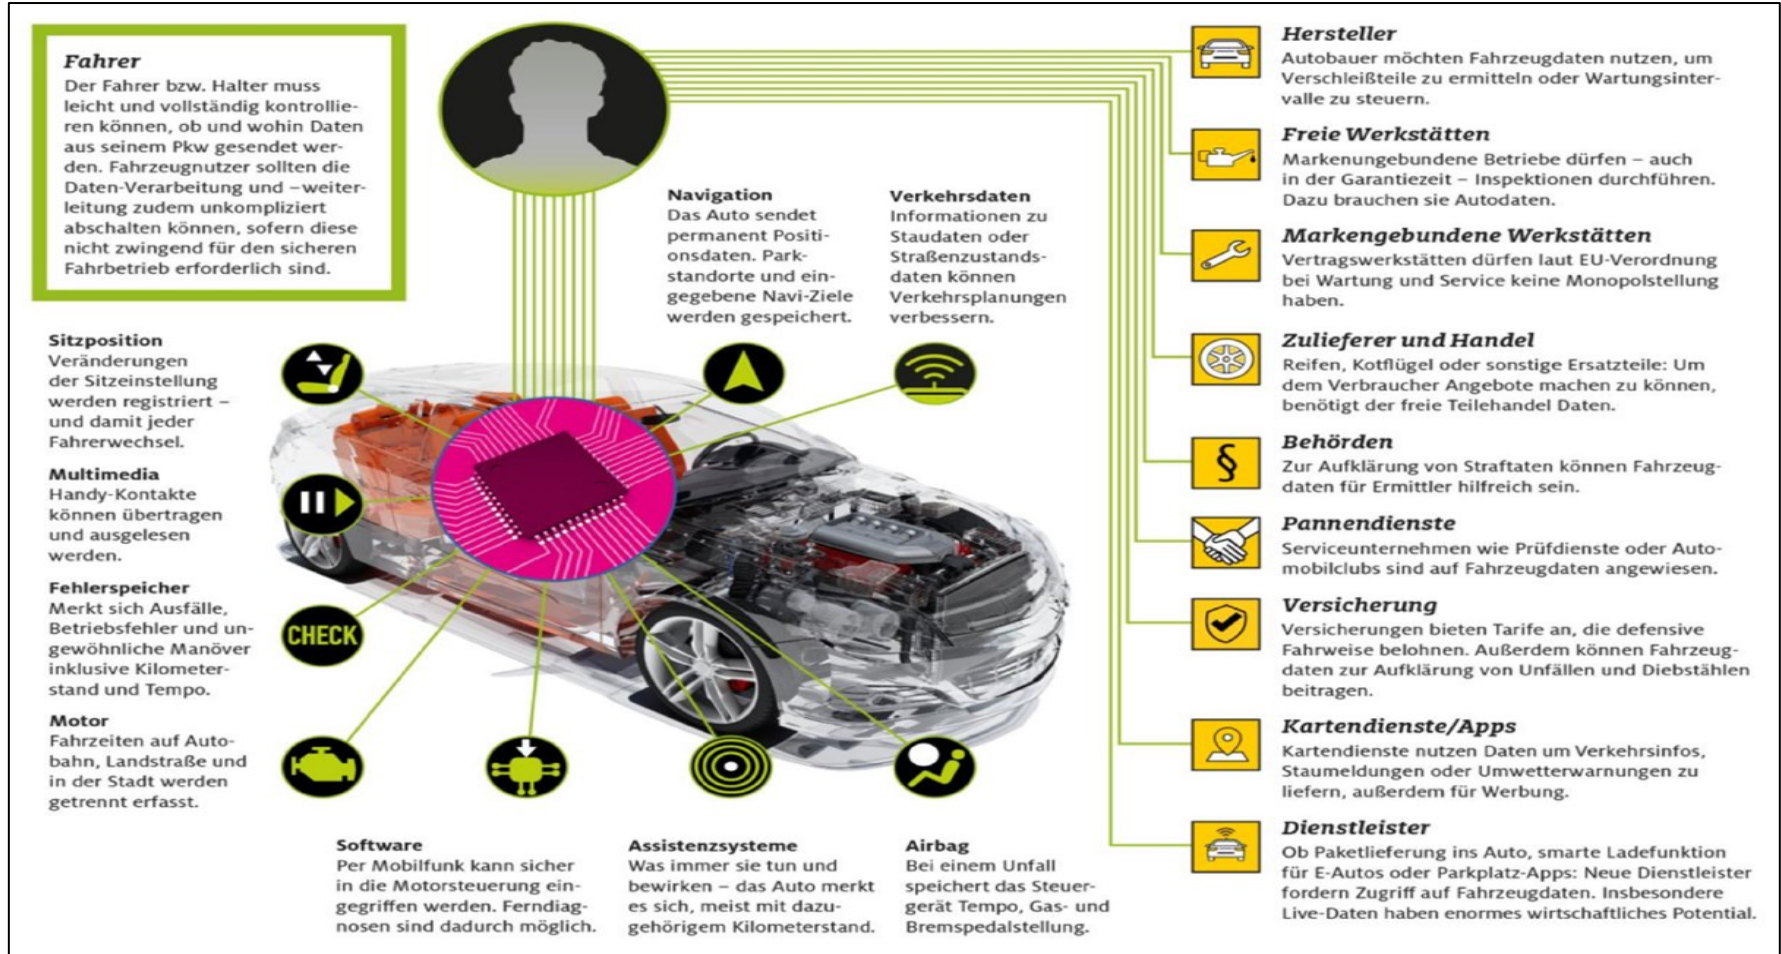 Fahrer
Der Fahrer bzw. Halter muss
leicht und vollständig kontrollie-
ren können, ob und wohin Daten
aus seinem Pkw gesendet wer-
den. Fahrzeugnutzer sollten die
Daten-Verarbeitung und –weiter-
leitung zudem unkompliziert
abschalten können, sofern diese
nicht zwingend für den sicheren
Fahrbetrieb erforderlich sind.
Navigation
Das Auto sendet
permanent Positi-
onsdaten. Park-
standorte und ein-
gegebene Navi-Ziele
werden gespeichert.
Verkehrsdaten
Informationen zu
Staudaten oder
Straßenzustands-
daten können
Verkehrsplanungen
verbessern.
Sitzposition
Veränderungen
der Sitzeinstellung
werden registriert –
und damit jeder
Fahrerwechsel.
Multimedia
Handy-Kontakte
können übertragen
und ausgelesen
werden.
Fehlerspeicher
Merkt sich Ausfälle,
Betriebsfehler und un-
gewöhnliche Manöver
inklusive Kilometer-
stand und Tempo.
CHECK
Motor
Fahrzeiten auf Auto-
bahn, Landstraße und
in der Stadt werden
getrennt erfasst.
Software
Per Mobilfunk kann sicher
in die Motorsteuerung ein-
gegriffen werden. Ferndiag-
nosen sind dadurch möglich.
Assistenzsysteme
Was immer sie tun und
bewirken – das Auto merkt
es sich, meist mit dazu-
gehörigem Kilometerstand.
Airbag
Bei einem Unfall
speichert das Steuer-
gerät Tempo, Gas- und
Bremspedalstellung.
Hersteller
Autobauer möchten Fahrzeugdaten nutzen, um
Verschleißteile zu ermitteln oder Wartungsinter-
valle zu steuern.
Freie Werkstätten
Markenungebundene Betriebe dürfen – auch
in der Garantiezeit – Inspektionen durchführen.
Dazu brauchen sie Autodaten.
Markengebundene Werkstätten
Vertragswerkstätten dürfen laut EU-Verordnung
bei Wartung und Service keine Monopolstellung
haben.
Zulieferer und Handel
Reifen, Kotflügel oder sonstige Ersatzteile: Um
dem Verbraucher Angebote machen zu können,
benötigt der freie Teilehandel Daten.
§
Behörden
Zur Aufklärung von Straftaten können Fahrzeug-
daten für Ermittler hilfreich sein.
Pannendienste
Serviceunternehmen wie Prüfdienste oder Auto-
mobilclubs sind auf Fahrzeugdaten angewiesen.
Versicherung
Versicherungen bieten Tarife an, die defensive
Fahrweise belohnen. Außerdem können Fahrzeug-
daten zur Aufklärung von Unfällen und Diebstählen
beitragen.
Kartendienste/Apps
Kartendienste nutzen Daten um Verkehrsinfos,
Staumeldungen oder Umwetterwarnungen zu
liefern, außerdem für Werbung.
Dienstleister
Ob Paketlieferung ins Auto, smarte Ladefunktion
für E-Autos oder Parkplatz-Apps: Neue Dienstleister
fordern Zugriff auf Fahrzeugdaten. Insbesondere
Live-Daten haben enormes wirtschaftliches Potential.